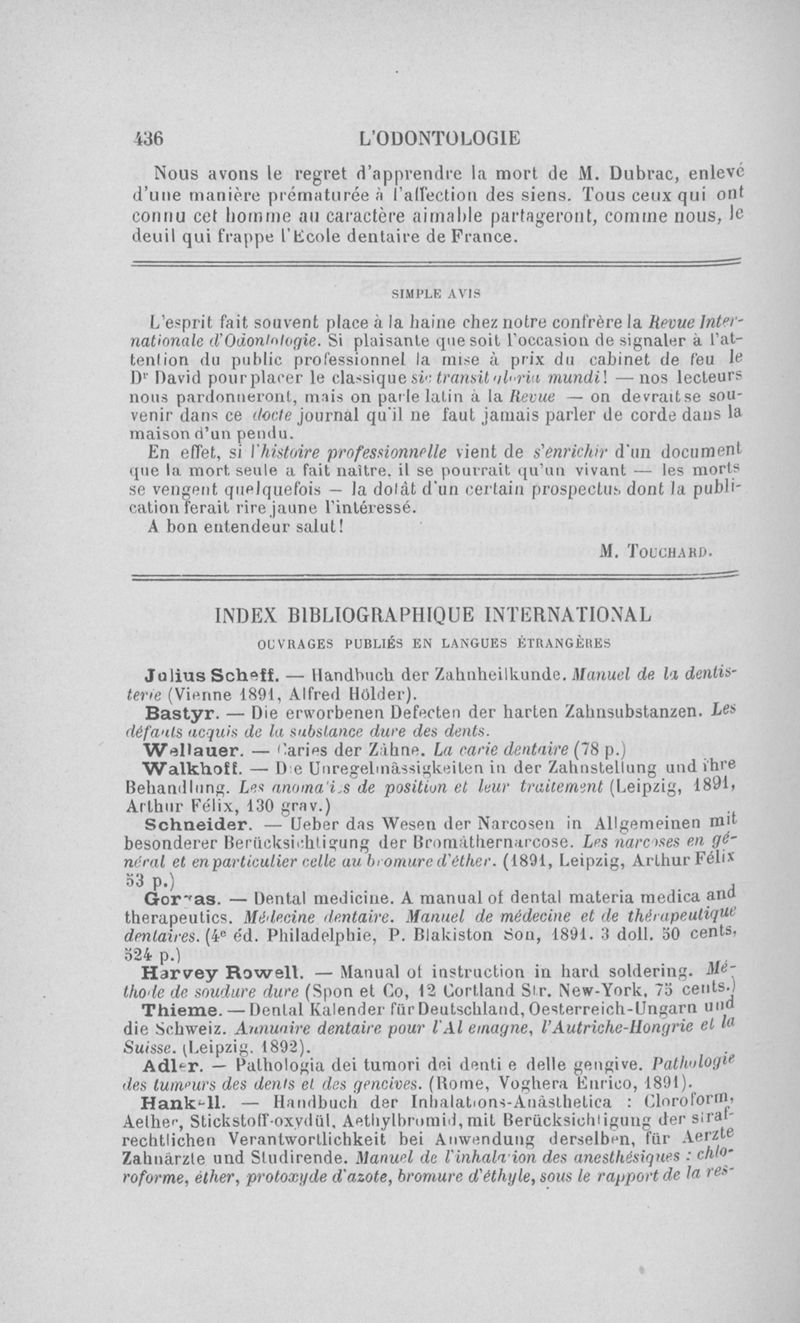 436 L'ODONTOLOGIE
Nous avons le regret d'apprendre la mort de M. Dubrac, enlevé
d'une manière prématurée à l'affection des siens. Tous ceux qui ont
connu cet homme au caractère aimable partageront, comme nous, le
deuil qui frappe l'École dentaire de France.
SIMPLE AVIS
L'esprit fait souvent place à la haine chez notre confrère la Revue Inter-
nationale d'Odontologie. Si plaisante que soit l'occasion de signaler à l'at-
tention du public professionnel la mise à prix du cabinet de feu le
Dr David pour placer le classique sic transit gloria mundi! — nos lecteurs
nous pardonneront, mais on parle latin à la Revue — on devrait se sou-
venir dans ce docte journal qu'il ne faut jamais parler de corde dans la
maison d'un pendu.
En effet, si l'histoire professionnelle vient de s'enrichir d'un document
que la mort seule a fait naître, il se pourrait qu'un vivant — les morts
se vengent quelquefois — la dotât d'un certain prospectus dont la publi-
cation ferait rire jaune l'intéressé.
A bon entendeur salut!
M. TOUCHARD.
INDEX BIBLIOGRAPHIQUE INTERNATIONAL
OUVRAGES PUBLIÉS EN LANGUES ÉTRANGÈRES
Julius Scheff. — Handbuch der Zahnheilkunde. Manuel de la dentis-
terie (Vienne 1891, Alfred Hölder).
Bastyr. — Die erworbenen Defecten der harten Zahnsubstanzen. Les
défauts acquis de la substance dure des dents.
Wellauer. — Caries der Zähne. La carie dentaire (78 p.)
Walkhoff. — Die Unregelmässigkeiten in der Zahnstellung und ihre
Behandlung. Les anomalies de position et leur traitement (Leipzig, 1891,
Arthur Félix, 130 grav.)
Schneider. — Ueber das Wesen der Narcosen in Allgemeinen mit
besonderer Berücksichtigung der Bromäthernarcose. Les narcoses en gé-
néral et en particulier celle au bromure d'éther. (1891, Leipzig, Arthur Félix
53 p.)
Gorvas. — Dental medicine. A manual of dental materia medica and
therapeutics. Médecine dentaire. Manuel de médecine et de thérapeutique
dentaires. (4e éd. Philadelphie, P. Blakiston Son, 1891. 3 doll. 50 cents,
524 p.)
Harvey Rowell. — Manual of instruction in hard soldering. Mé-
thode de soudure dure (Spon et Co, 12 Cortland Str. New-York, 75 cents.)
Thieme. — Dental Kalender für Deutschland, Oesterreich-Ungarn und
die Schweiz. Annuaire dentaire pour l'Allemagne, l'Autriche-Hongrie et la
Suisse. (Leipzig. 1892).
Adler. — Pathologia dei tumori dei denti e delle gengive. Pathologie
des tumeurs des dents et des gencives. (Rome, Voghera Enrico, 1891).
Hankell. — Handbuch der Inhalations-Anästhetica : Cloroform,
Aether, Stickstoff-oxydül, Aethylbromid, mit Berücksichtigung der straf-
rechtlichen Verantwortlichkeit bei Anwendung derselben, für Aerzte
Zahnärzte und Studirende. Manuel de l'inhalation des anesthésiques : chlo-
roforme, éther, protoxyde d'azote, bromure d'éthyle, sous le rapport de la res-